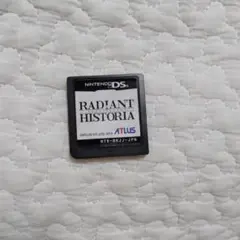 NINTENDO DS
RADIANT
HISTORIA
ATLUS